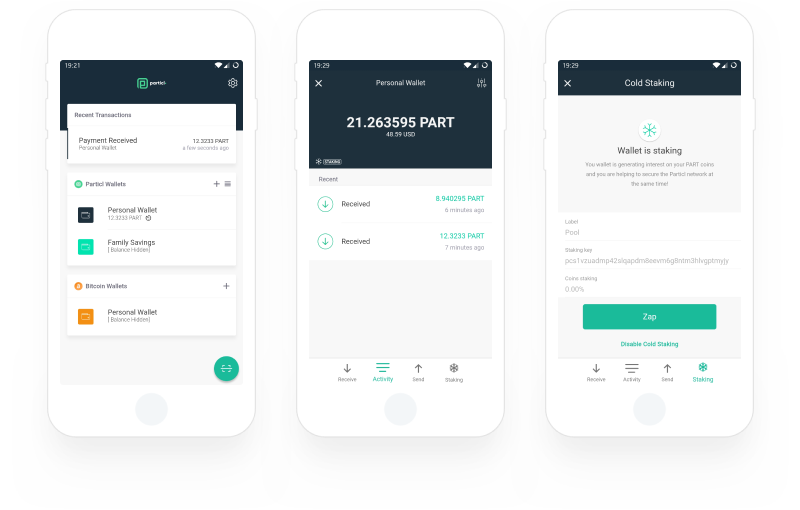 19:21
particl
Recent Transactions
Payment Received 12.3233 PART
Personal Wallet a few seconds ago
Particl Wallets
Personal Wallet
12.3233 PART
Family Savings
[ Balance Hidden]
Bitcoin Wallets
Personal Wallet
[ Balance Hidden]
19:29
Personal Wallet
21.263595 PART
48.59 USD
STAKING
Recent
Received 8.940295 PART
6 minutes ago
Received 12.3233 PART
7 minutes ago
Receive Activity Send Staking
19:29
Cold Staking
Wallet is staking
You wallet is generating interest on your PART coins
and you are helping to secure the Particl network at
the same time!
Label
Pool
Staking key
Coins staking
0.00%
Zap
Disable Cold Staking
Receive Activity Send Staking